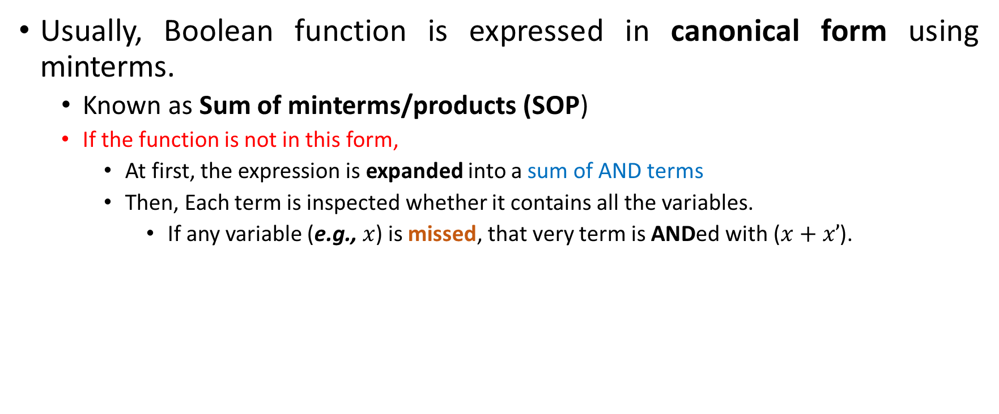 • Usually, Boolean function is expressed in canonical form using
minterms.
• Known as Sum of minterms/products (SOP)
• If the function is not in this form,
• At first, the expression is expanded into a sum of AND terms
• Then, Each term is inspected whether it contains all the variables.
• If any variable (e.g., 𝑥) is missed, that very term is ANDed with (𝑥 + 𝑥’).